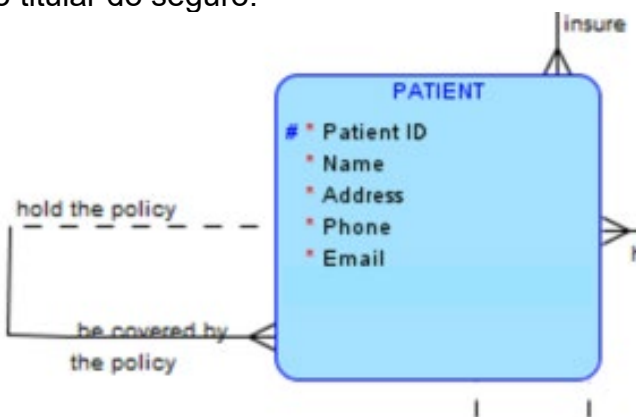 titular do seguro.
insure
PATIENT
# * Patient ID
* Name
* Address
* Phone
* Email
hold the policy
be covered by
the policy